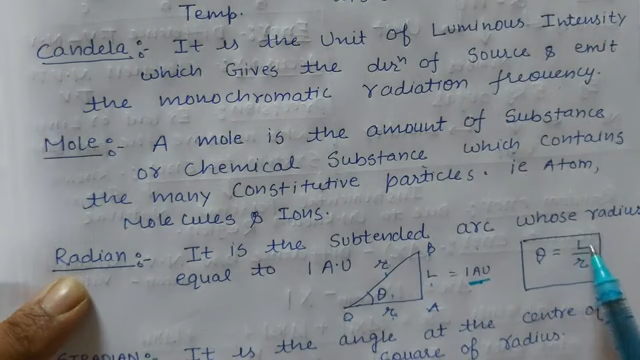 Temp.
Candela :- It is the Unit of Luminous Intensity
which Gives the dirⁿ of Source & emit
the monochromatic radiation frequency.
Mole :- A mole is the amount of Substance
or Chemical Substance which contains
the many Constitutive particles. ie Atom,
Molecules & Ions.
Radian :- It is the Subtended arc whose radius
equal to 1 A.U
r
B
L = 1AU
θ
O
r
A
θ = L/r
STRADIAN :- It is the angle at the centre of
square of radius.